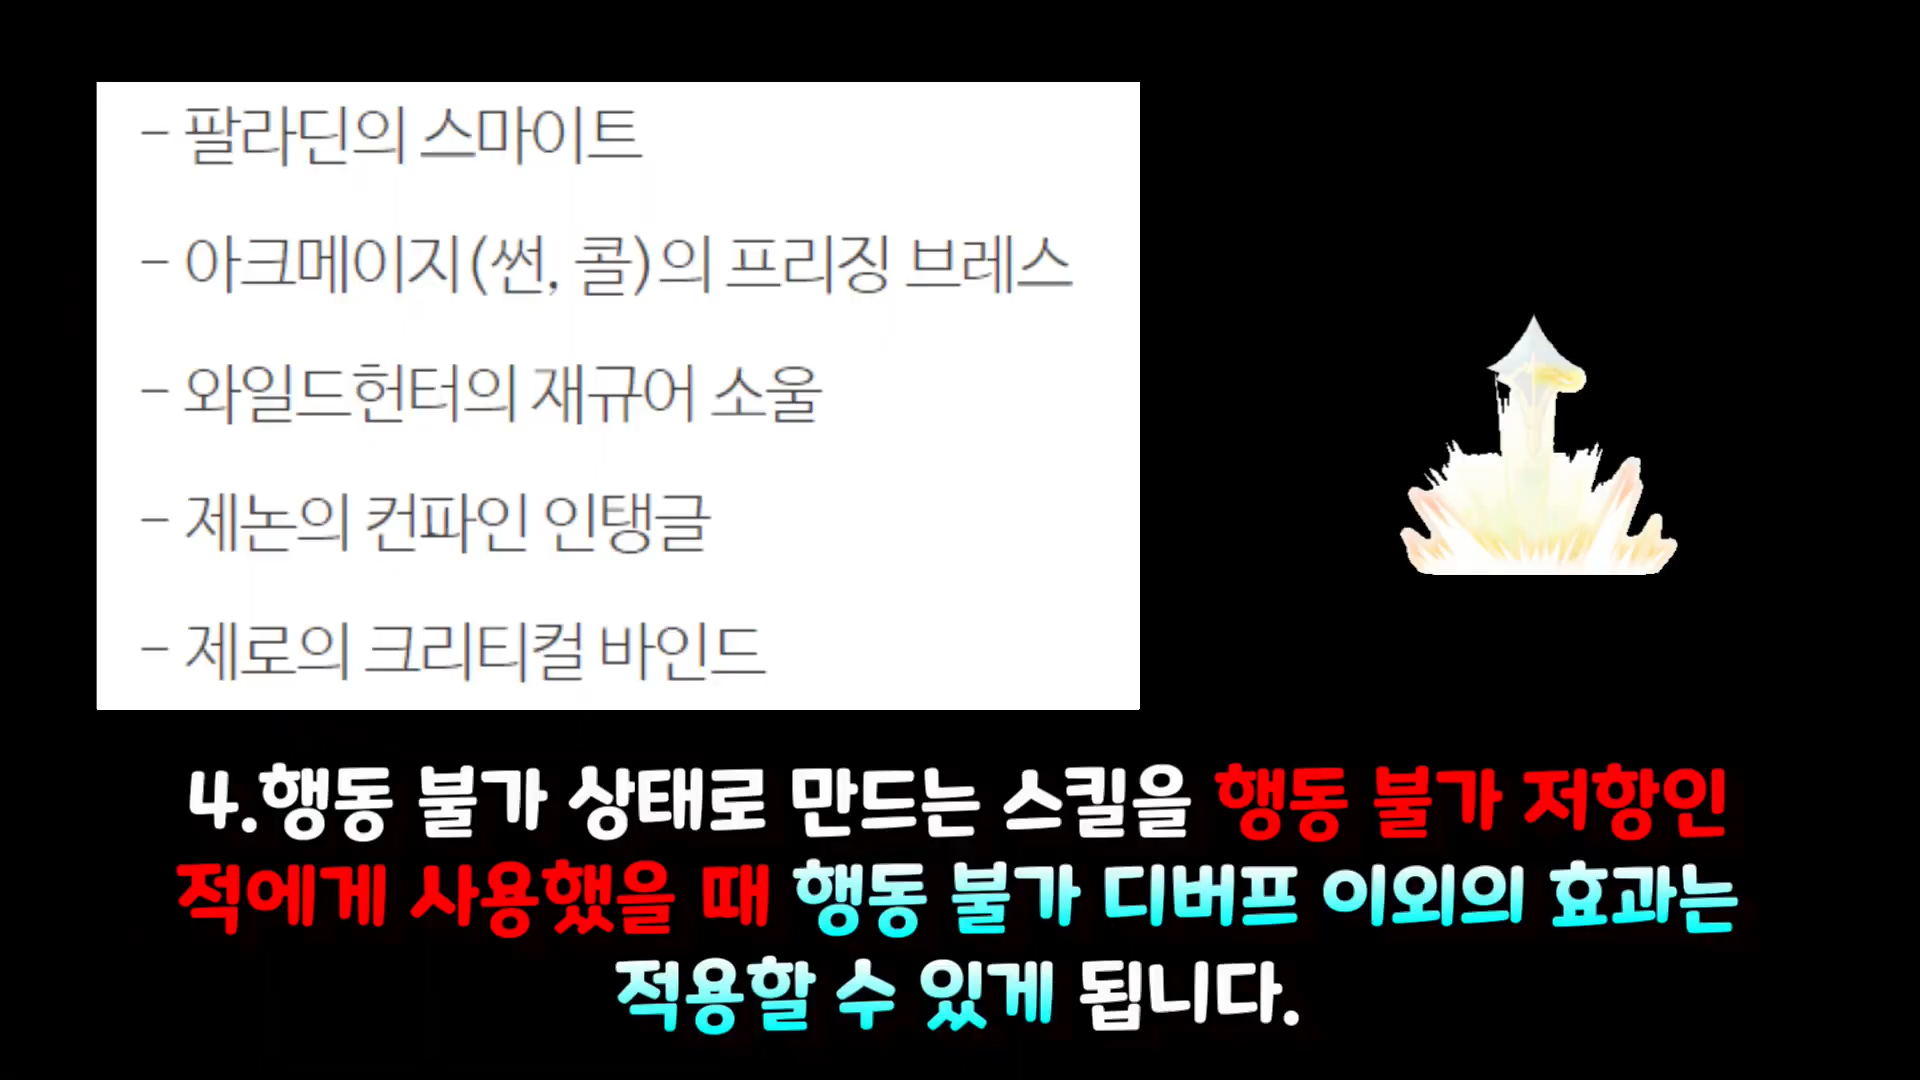 - 팔라딘의 스마이트
- 아크메이지(썬, 콜)의 프리징 브레스
- 와일드헌터의 재규어 소울
- 제논의 컨파인 인탱글
- 제로의 크리티컬 바인드
4.행동 불가 상태로 만드는 스킬을 행동 불가 저항인
적에게 사용했을 때 행동 불가 디버프 이외의 효과는
적용할 수 있게 됩니다.